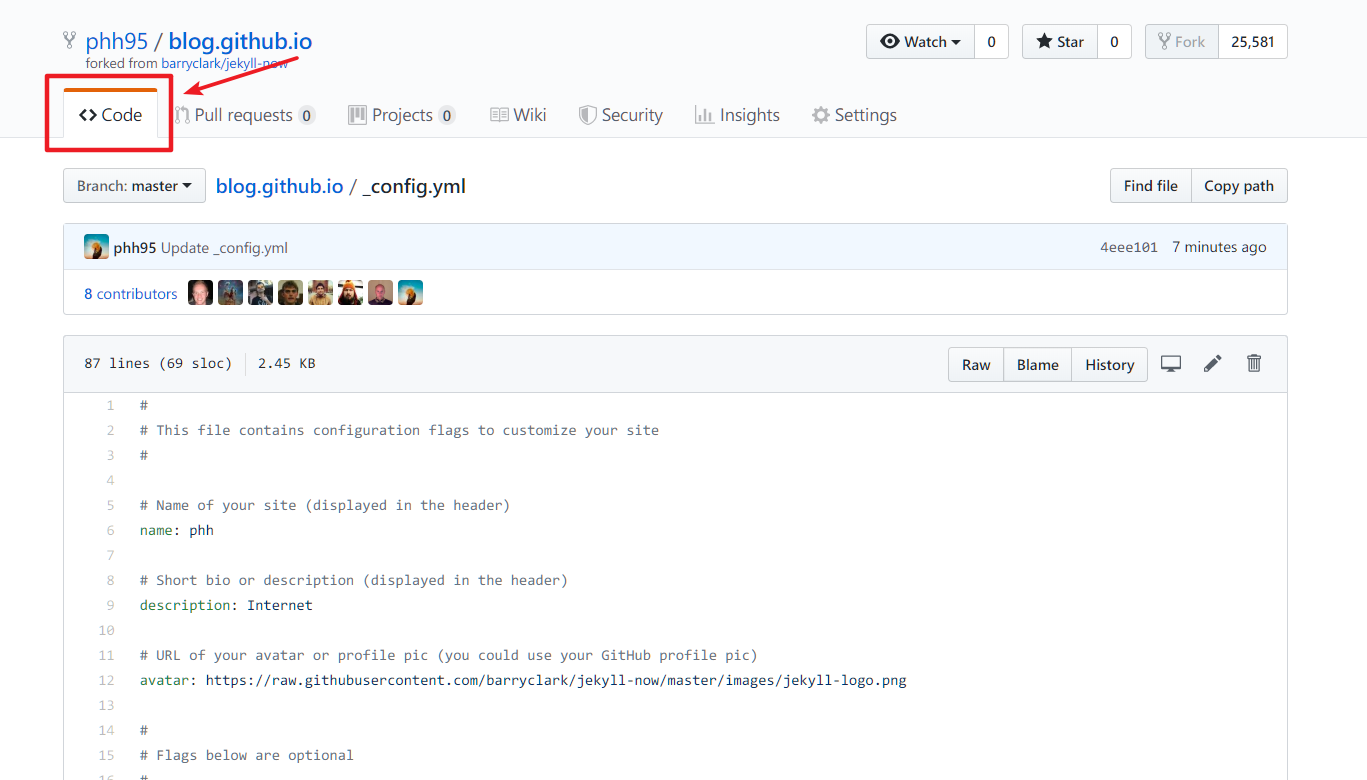 phh95 / blog.github.io
Watch 0 Star 0 Fork 25,581
forked from barryclark/jekyll-now
Code Pull requests 0 Projects 0 Wiki Security Insights Settings
Branch: master blog.github.io / _config.yml Find file Copy path
phh95 Update _config.yml 4eee101 7 minutes ago
8 contributors
87 lines (69 sloc) 2.45 KB Raw Blame History
1 #
2 # This file contains configuration flags to customize your site
3 #
4
5 # Name of your site (displayed in the header)
6 name: phh
7
8 # Short bio or description (displayed in the header)
9 description: Internet
10
11 # URL of your avatar or profile pic (you could use your GitHub profile pic)
12 avatar: https://raw.githubusercontent.com/barryclark/jekyll-now/master/images/jekyll-logo.png
13
14 #
15 # Flags below are optional
16 #